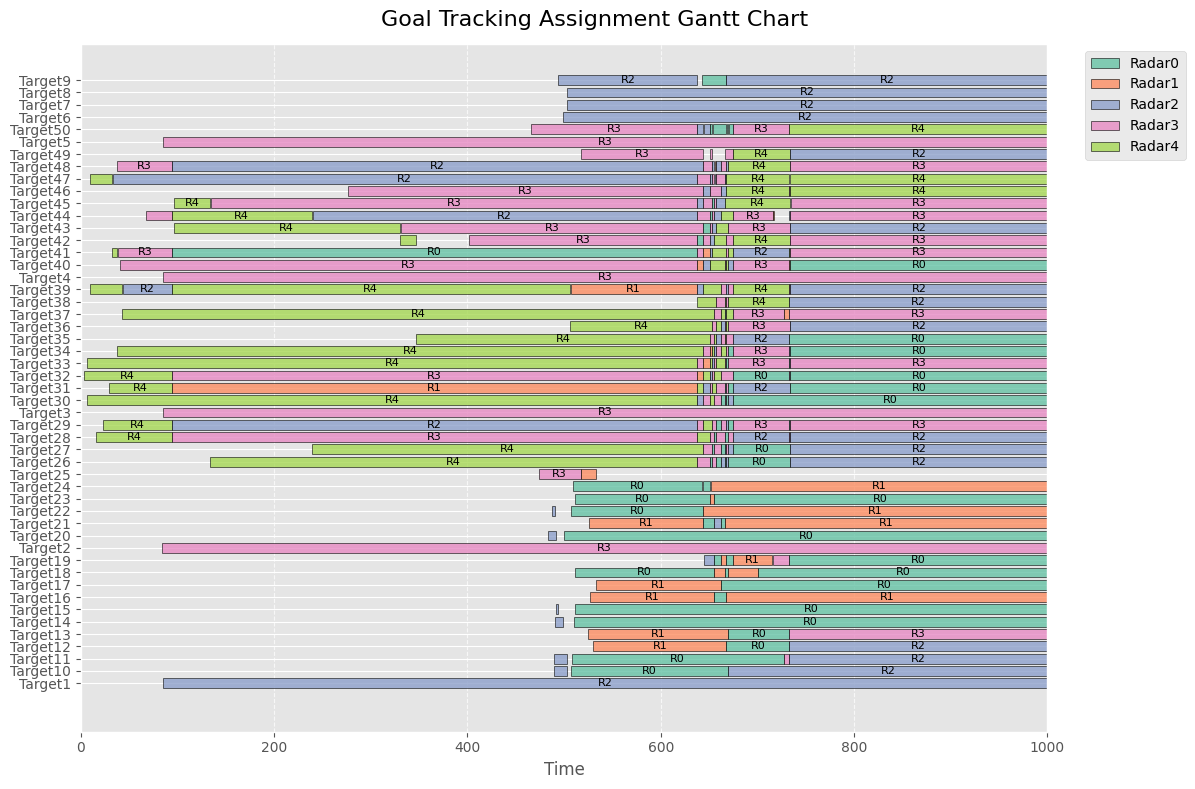 Goal Tracking Assignment Gantt Chart
Target9 R2 R2
Target8 R2
Target7 R2
Target6 R2
Target50 R3 R3 R4
Target5 R3
Target49 R3 R4 R2
Target48 R3 R2 R4 R3
Target47 R2 R4 R4
Target46 R3 R4 R4
Target45 R4 R3 R4 R3
Target44 R4 R2 R3 R3
Target43 R4 R3 R3 R2
Target42 R3 R4 R3
Target41 R3 R0 R2 R3
Target40 R3 R3 R0
Target4 R3
Target39 R2 R4 R1 R4 R3
Target38 R4 R2
Target37 R4 R3 R3
Target36 R4 R3 R2
Target35 R4 R2 R0
Target34 R4 R3 R0
Target33 R4 R3 R3
Target32 R4 R3 R0 R0
Target31 R4 R1 R2 R0
Target30 R4 R0
Target3 R3
Target29 R4 R2 R3 R3
Target28 R4 R3 R2 R2
Target27 R4 R0 R2
Target26 R4 R0 R2
Target25 R3
Target24 R0 R1
Target23 R0 R0
Target22 R0 R1
Target21 R1 R1
Target20 R0
Target2 R3
Target19 R1 R0
Target18 R0 R0
Target17 R1 R0
Target16 R1 R1
Target15 R0
Target14 R0
Target13 R1 R0 R3
Target12 R1 R0 R2
Target11 R0 R2
Target10 R0 R2
Target1 R2
0 200 400 600 800 1000
Time
Radar0
Radar1
Radar2
Radar3
Radar4